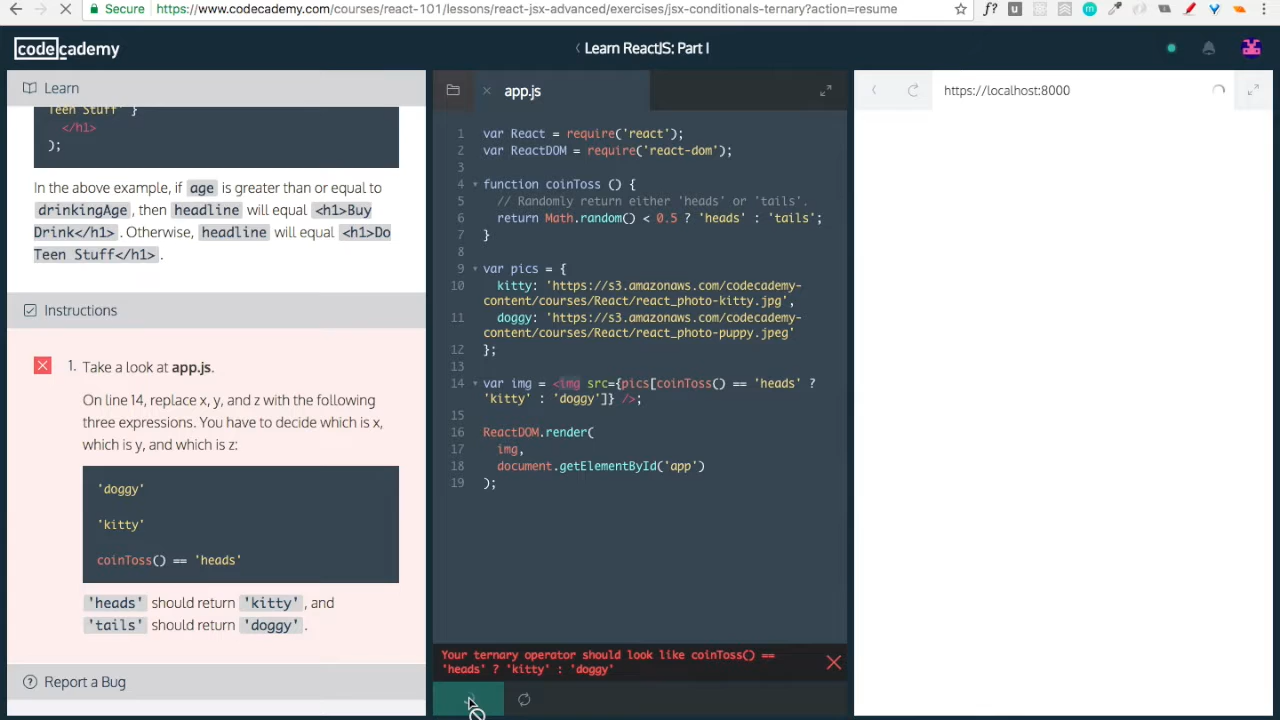 Secure
https://www.codecademy.com/courses/react-101/lessons/react-jsx-advanced/exercises/jsx-conditionals-ternary?action=resume
codecademy
Learn ReactJS: Part I
Learn
Teen Stuff" }
</h1>
);
In the above example, if age is greater than or equal to
drinkingAge, then headline will equal <h1>Buy
Drink</h1>. Otherwise, headline will equal <h1>Do
Teen Stuff</h1>.
Instructions
1. Take a look at app.js.
On line 14, replace x, y, and z with the following
three expressions. You have to decide which is x,
which is y, and which is z:
'doggy'
'kitty'
coinToss() == 'heads'
'heads' should return 'kitty', and
'tails' should return 'doggy'.
Report a Bug
app.js
1 var React = require('react');
2 var ReactDOM = require('react-dom');
3
4 function coinToss () {
5 // Randomly return either 'heads' or 'tails'.
6 return Math.random() < 0.5 ? 'heads' : 'tails';
7 }
8
9 var pics = {
10 kitty: 'https://s3.amazonaws.com/codecademy-
content/courses/React/react_photo-kitty.jpg',
11 doggy: 'https://s3.amazonaws.com/codecademy-
content/courses/React/react_photo-puppy.jpeg'
12 };
13
14 var img = <img src={pics[coinToss() == 'heads' ?
'kitty' : 'doggy']} />;
15
16 ReactDOM.render(
17 img,
18 document.getElementById('app')
19 );
Your ternary operator should look like coinToss() ==
'heads' ? 'kitty' : 'doggy'
https://localhost:8000